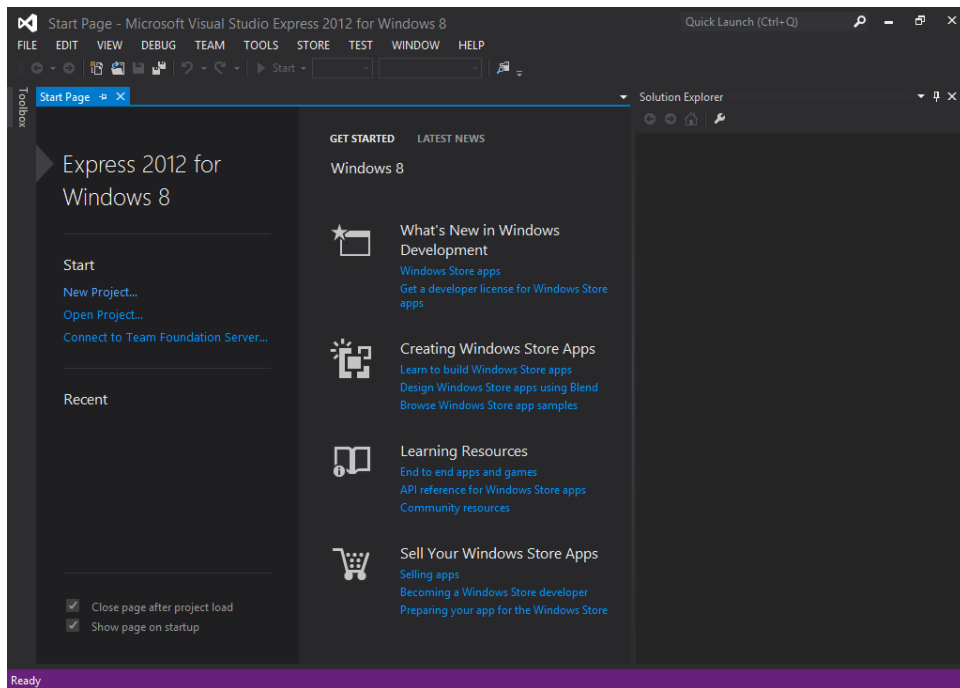 Start Page - Microsoft Visual Studio Express 2012 for Windows 8
Quick Launch (Ctrl+Q)
FILE EDIT VIEW DEBUG TEAM TOOLS STORE TEST WINDOW HELP
Start
Toolbox
Start Page
Express 2012 for
Windows 8
Start
New Project...
Open Project...
Connect to Team Foundation Server...
Recent
Close page after project load
Show page on startup
GET STARTED LATEST NEWS
Windows 8
What's New in Windows
Development
Windows Store apps
Get a developer license for Windows Store
apps
Creating Windows Store Apps
Learn to build Windows Store apps
Design Windows Store apps using Blend
Browse Windows Store app samples
Learning Resources
End to end apps and games
API reference for Windows Store apps
Community resources
Sell Your Windows Store Apps
Selling apps
Becoming a Windows Store developer
Preparing your app for the Windows Store
Solution Explorer
Ready